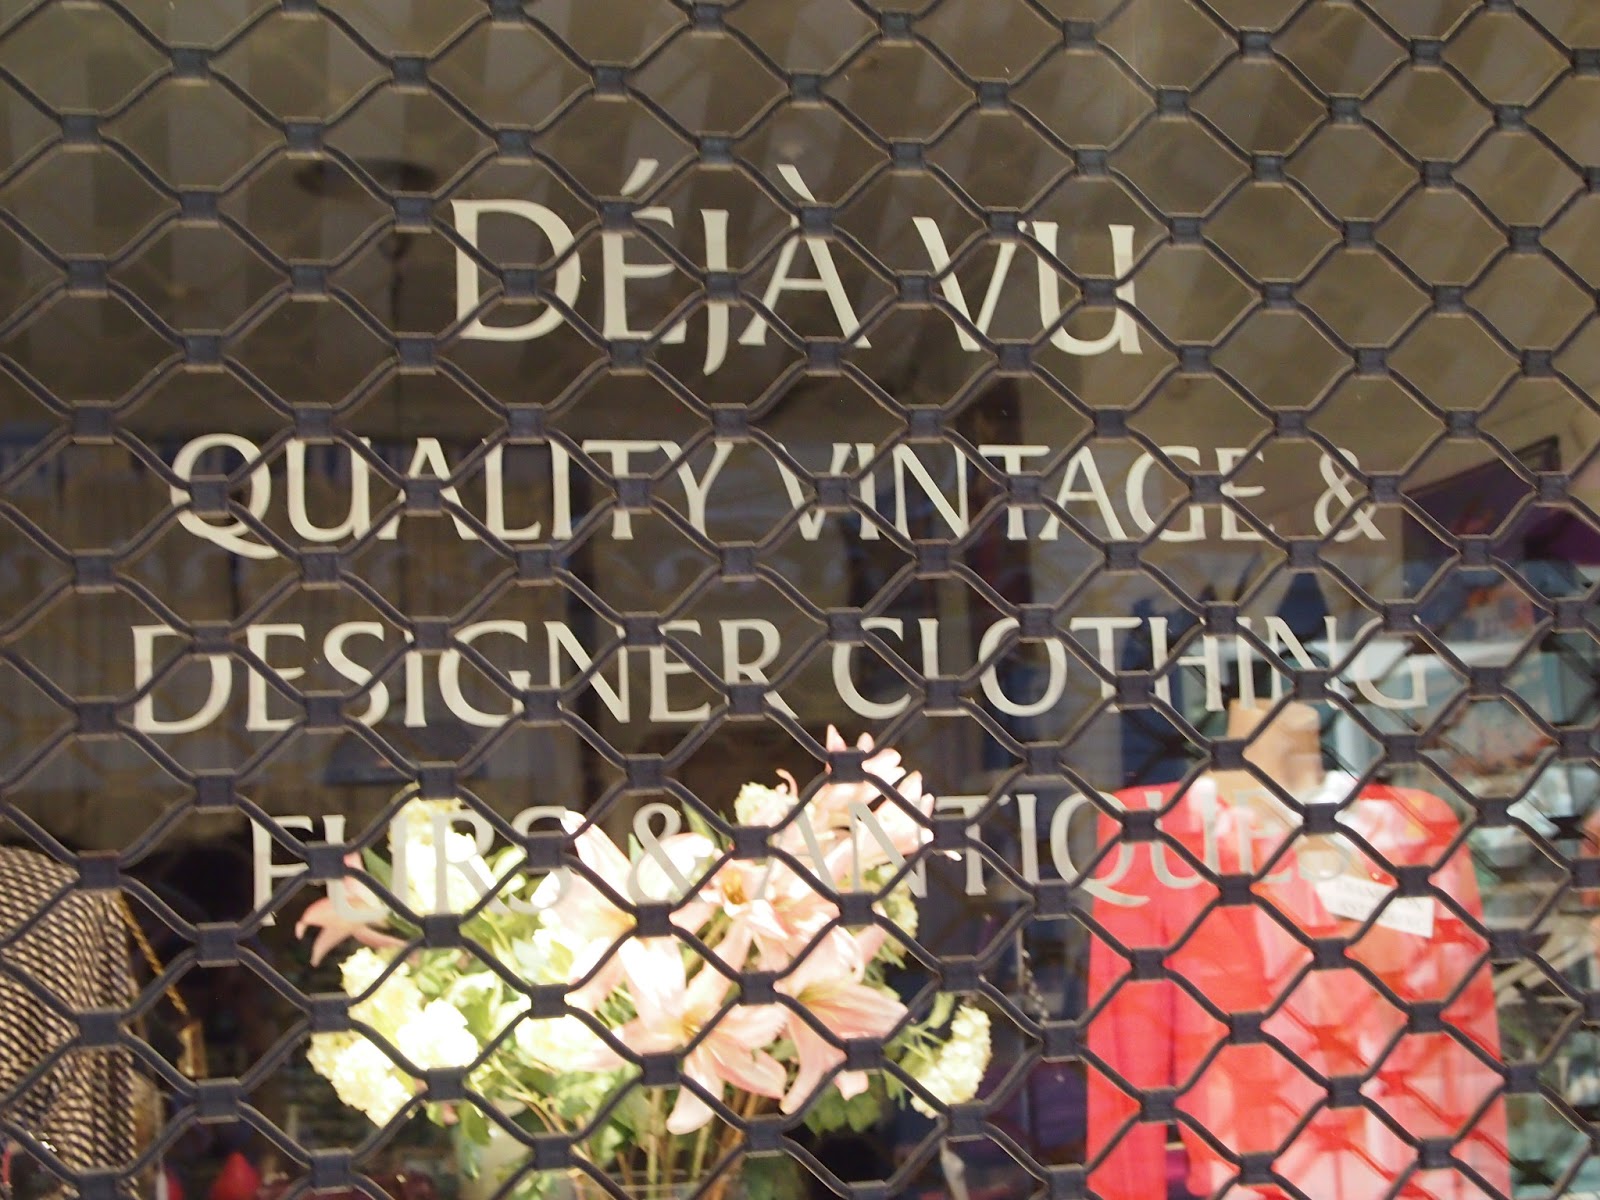 DÉJÀ VU
QUALITY VINTAGE &
DESIGNER CLOTHING
FURS & ANTIQUES